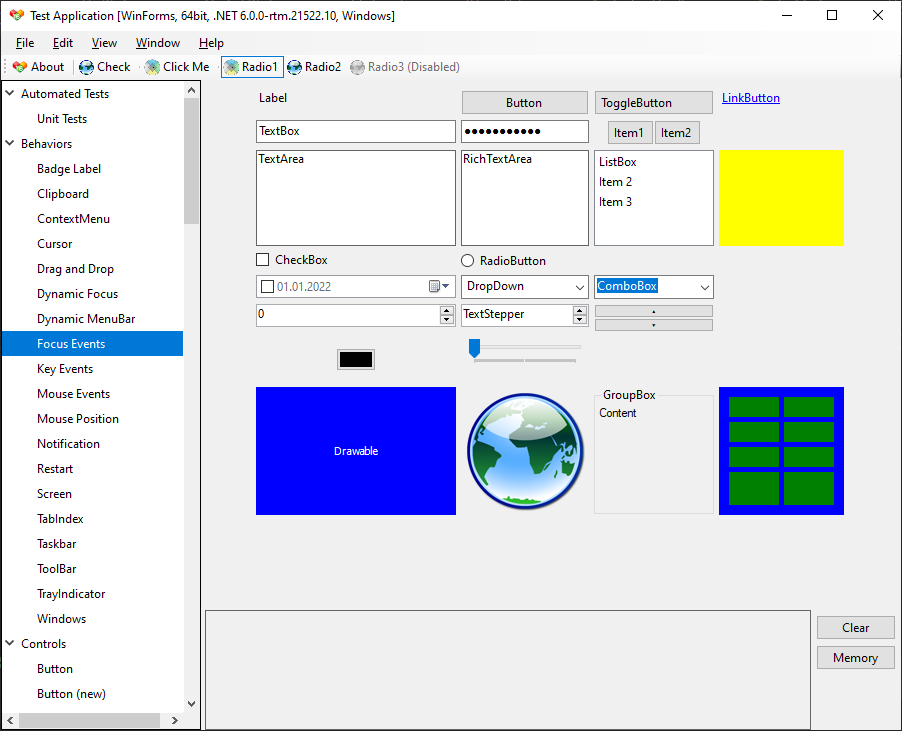 Test Application [WinForms, 64bit, .NET 6.0.0-rtm.21522.10, Windows]
File Edit View Window Help
About Check Click Me Radio1 Radio2 Radio3 (Disabled)
Automated Tests
Unit Tests
Behaviors
Badge Label
Clipboard
ContextMenu
Cursor
Drag and Drop
Dynamic Focus
Dynamic MenuBar
Focus Events
Key Events
Mouse Events
Mouse Position
Notification
Restart
Screen
TabIndex
Taskbar
ToolBar
TrayIndicator
Windows
Controls
Button
Button (new)
Label Button ToggleButton LinkButton
TextBox ●●●●●●●●●●● Item1 Item2
TextArea RichTextArea ListBox
Item 2
Item 3
CheckBox RadioButton
01.01.2022 DropDown ComboBox
0 TextStepper
Drawable
GroupBox
Content
Clear
Memory